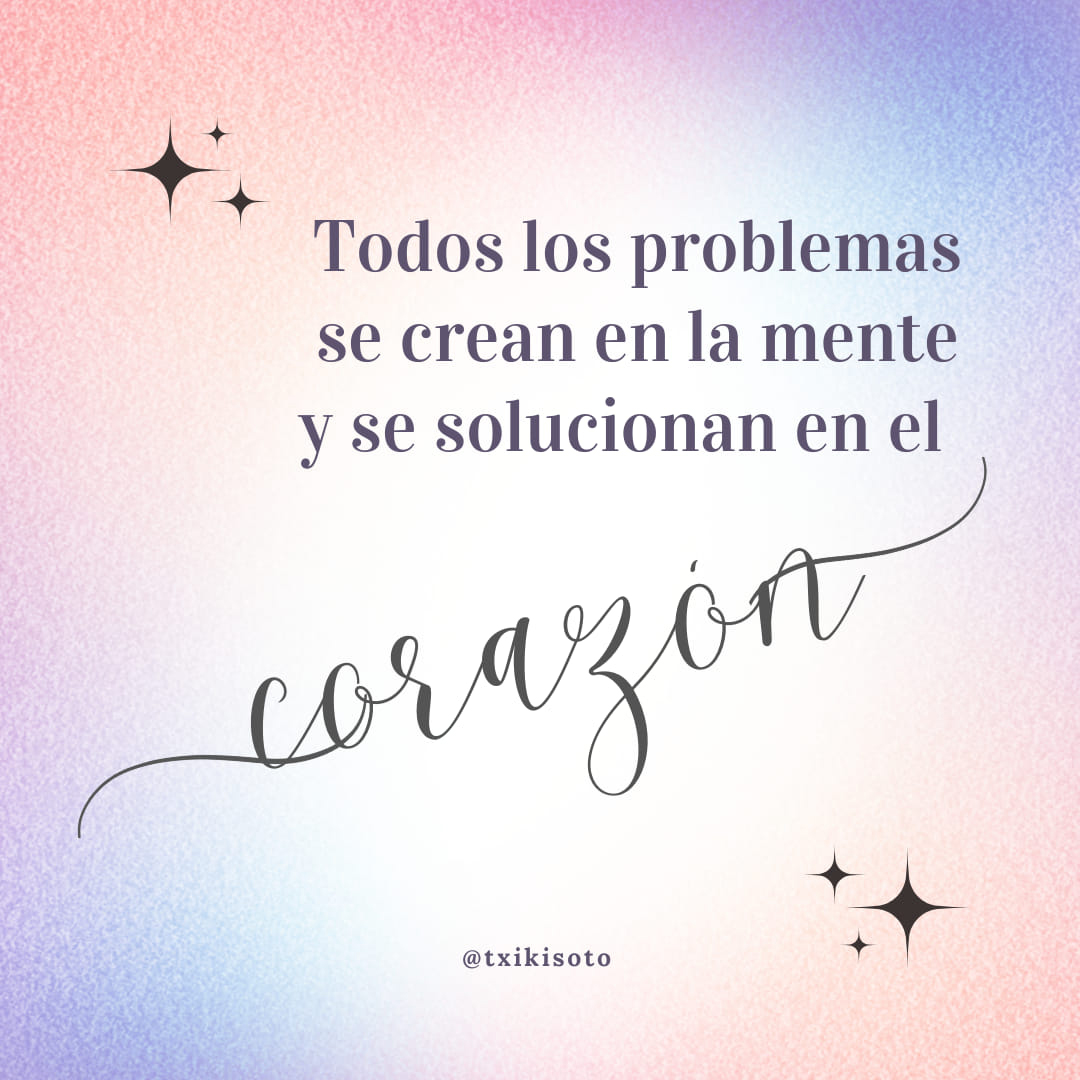 Todos los problemas
se crean en la mente
y se solucionan en el
corazón
@txikisoto